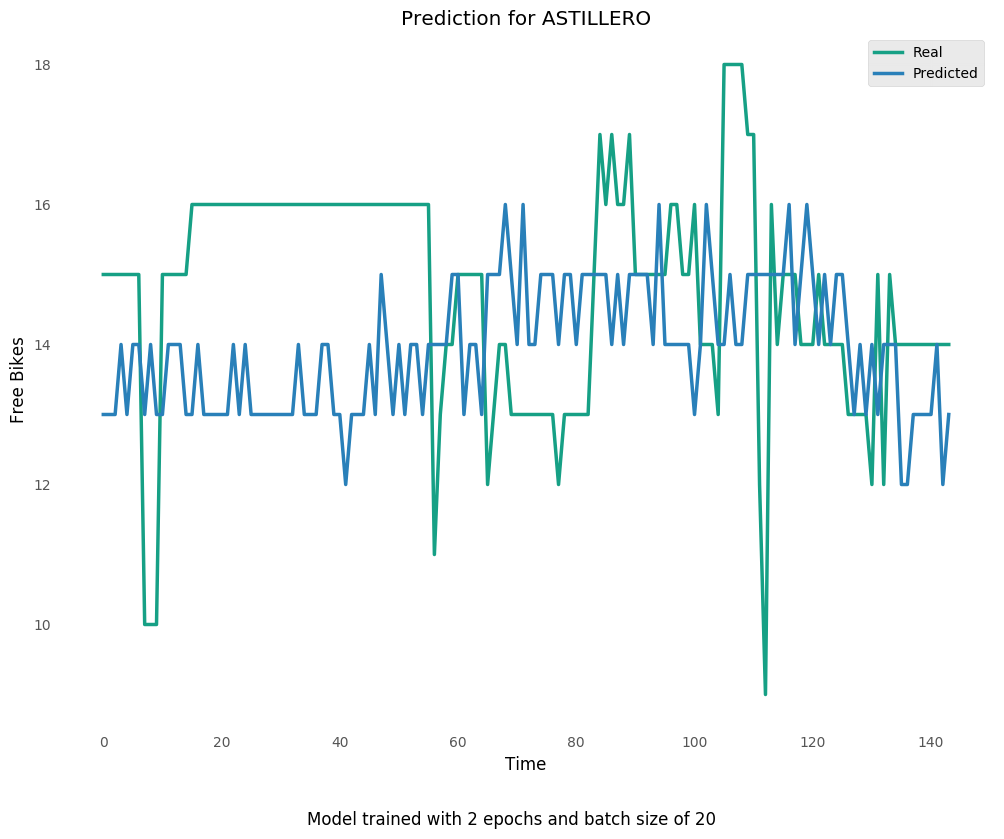 Prediction for ASTILLERO
Real
Predicted
18
16
14
12
10
Free Bikes
0 20 40 60 80 100 120 140
Time
Model trained with 2 epochs and batch size of 20